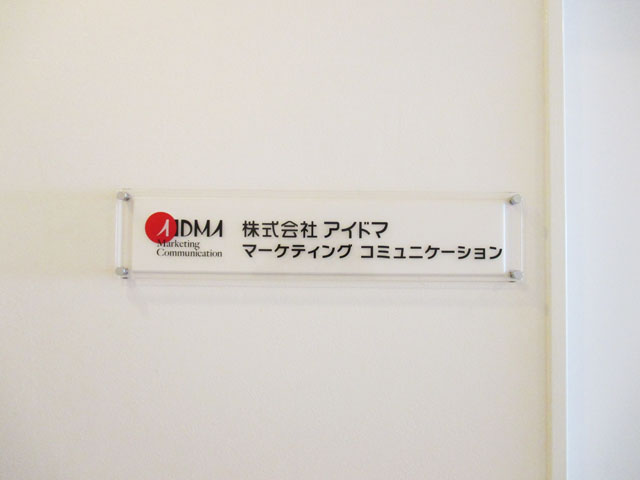 AIDMA
Marketing
Communication
株式会社 アイドマ
マーケティング コミュニケーション